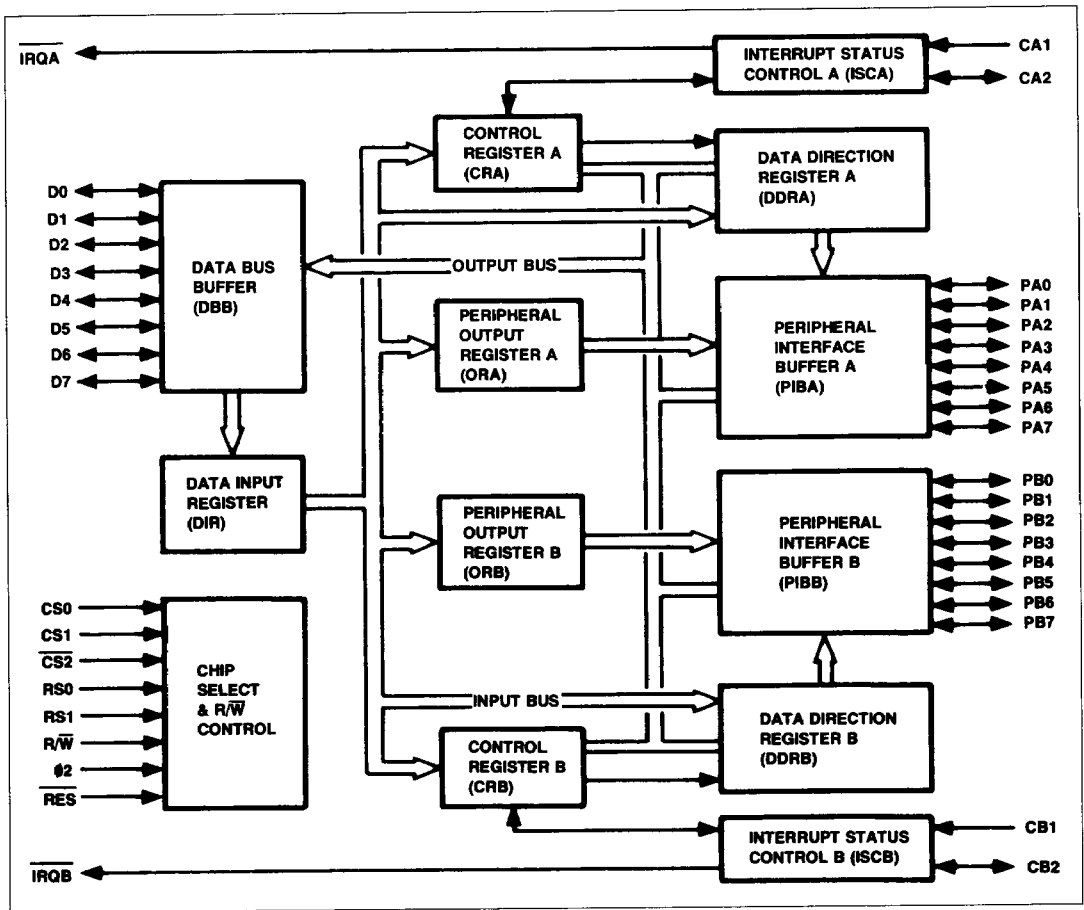 IRQA
INTERRUPT STATUS
CONTROL A (ISCA)
CA1
CA2
CONTROL
REGISTER A
(CRA)
DATA DIRECTION
REGISTER A
(DDRA)
D0
D1
D2
D3
D4
D5
D6
D7
DATA BUS
BUFFER
(DBB)
OUTPUT BUS
PERIPHERAL
OUTPUT
REGISTER A
(ORA)
PERIPHERAL
INTERFACE
BUFFER A
(PIBA)
PA0
PA1
PA2
PA3
PA4
PA5
PA6
PA7
DATA INPUT
REGISTER
(DIR)
PERIPHERAL
OUTPUT
REGISTER B
(ORB)
PERIPHERAL
INTERFACE
BUFFER B
(PIBB)
PB0
PB1
PB2
PB3
PB4
PB5
PB6
PB7
CS0
CS1
C̅S̅2̅
RS0
RS1
R/W̅
ϕ2
R̅E̅S̅
CHIP
SELECT
& R/W̅
CONTROL
INPUT BUS
CONTROL
REGISTER B
(CRB)
DATA DIRECTION
REGISTER B
(DDRB)
INTERRUPT STATUS
CONTROL B (ISCB)
CB1
CB2
I̅R̅Q̅B̅